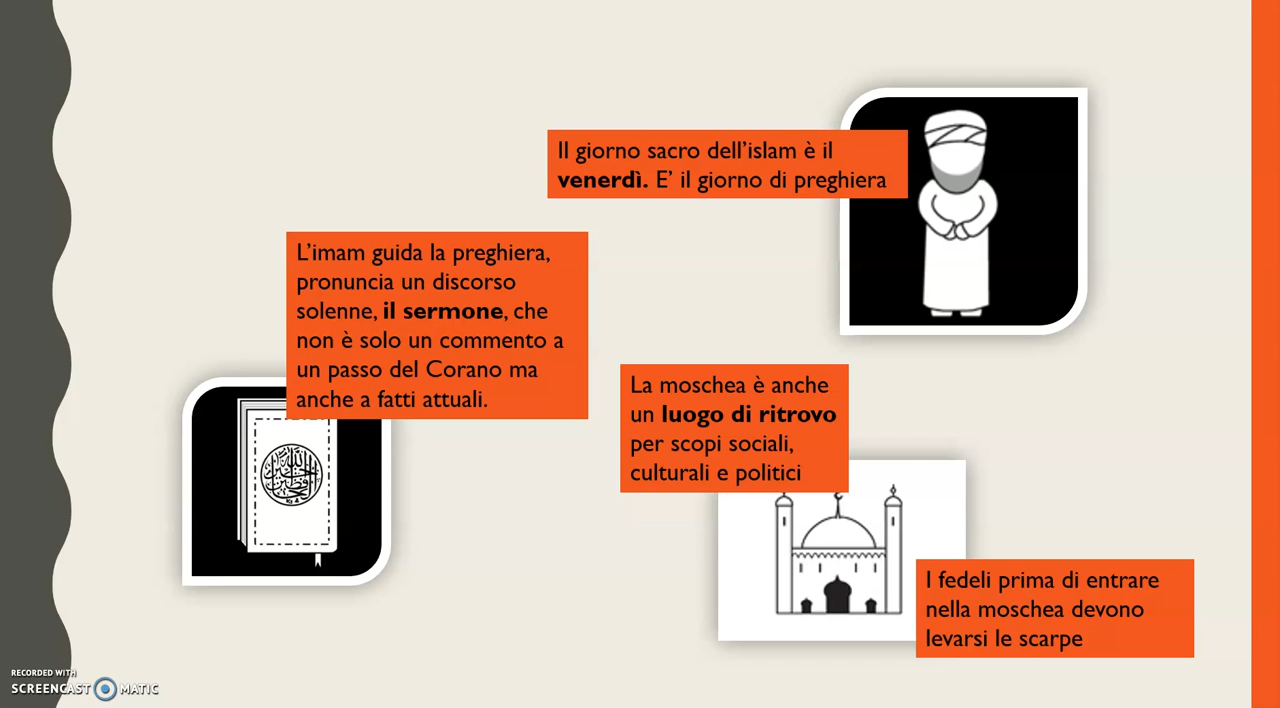 Il giorno sacro dell'islam è il
venerdì. E' il giorno di preghiera
L'imam guida la preghiera,
pronuncia un discorso
solenne, il sermone, che
non è solo un commento a
un passo del Corano ma
anche a fatti attuali.
La moschea è anche
un luogo di ritrovo
per scopi sociali,
culturali e politici
I fedeli prima di entrare
nella moschea devono
levarsi le scarpe
RECORDED WITH
SCREENCAST MATIC